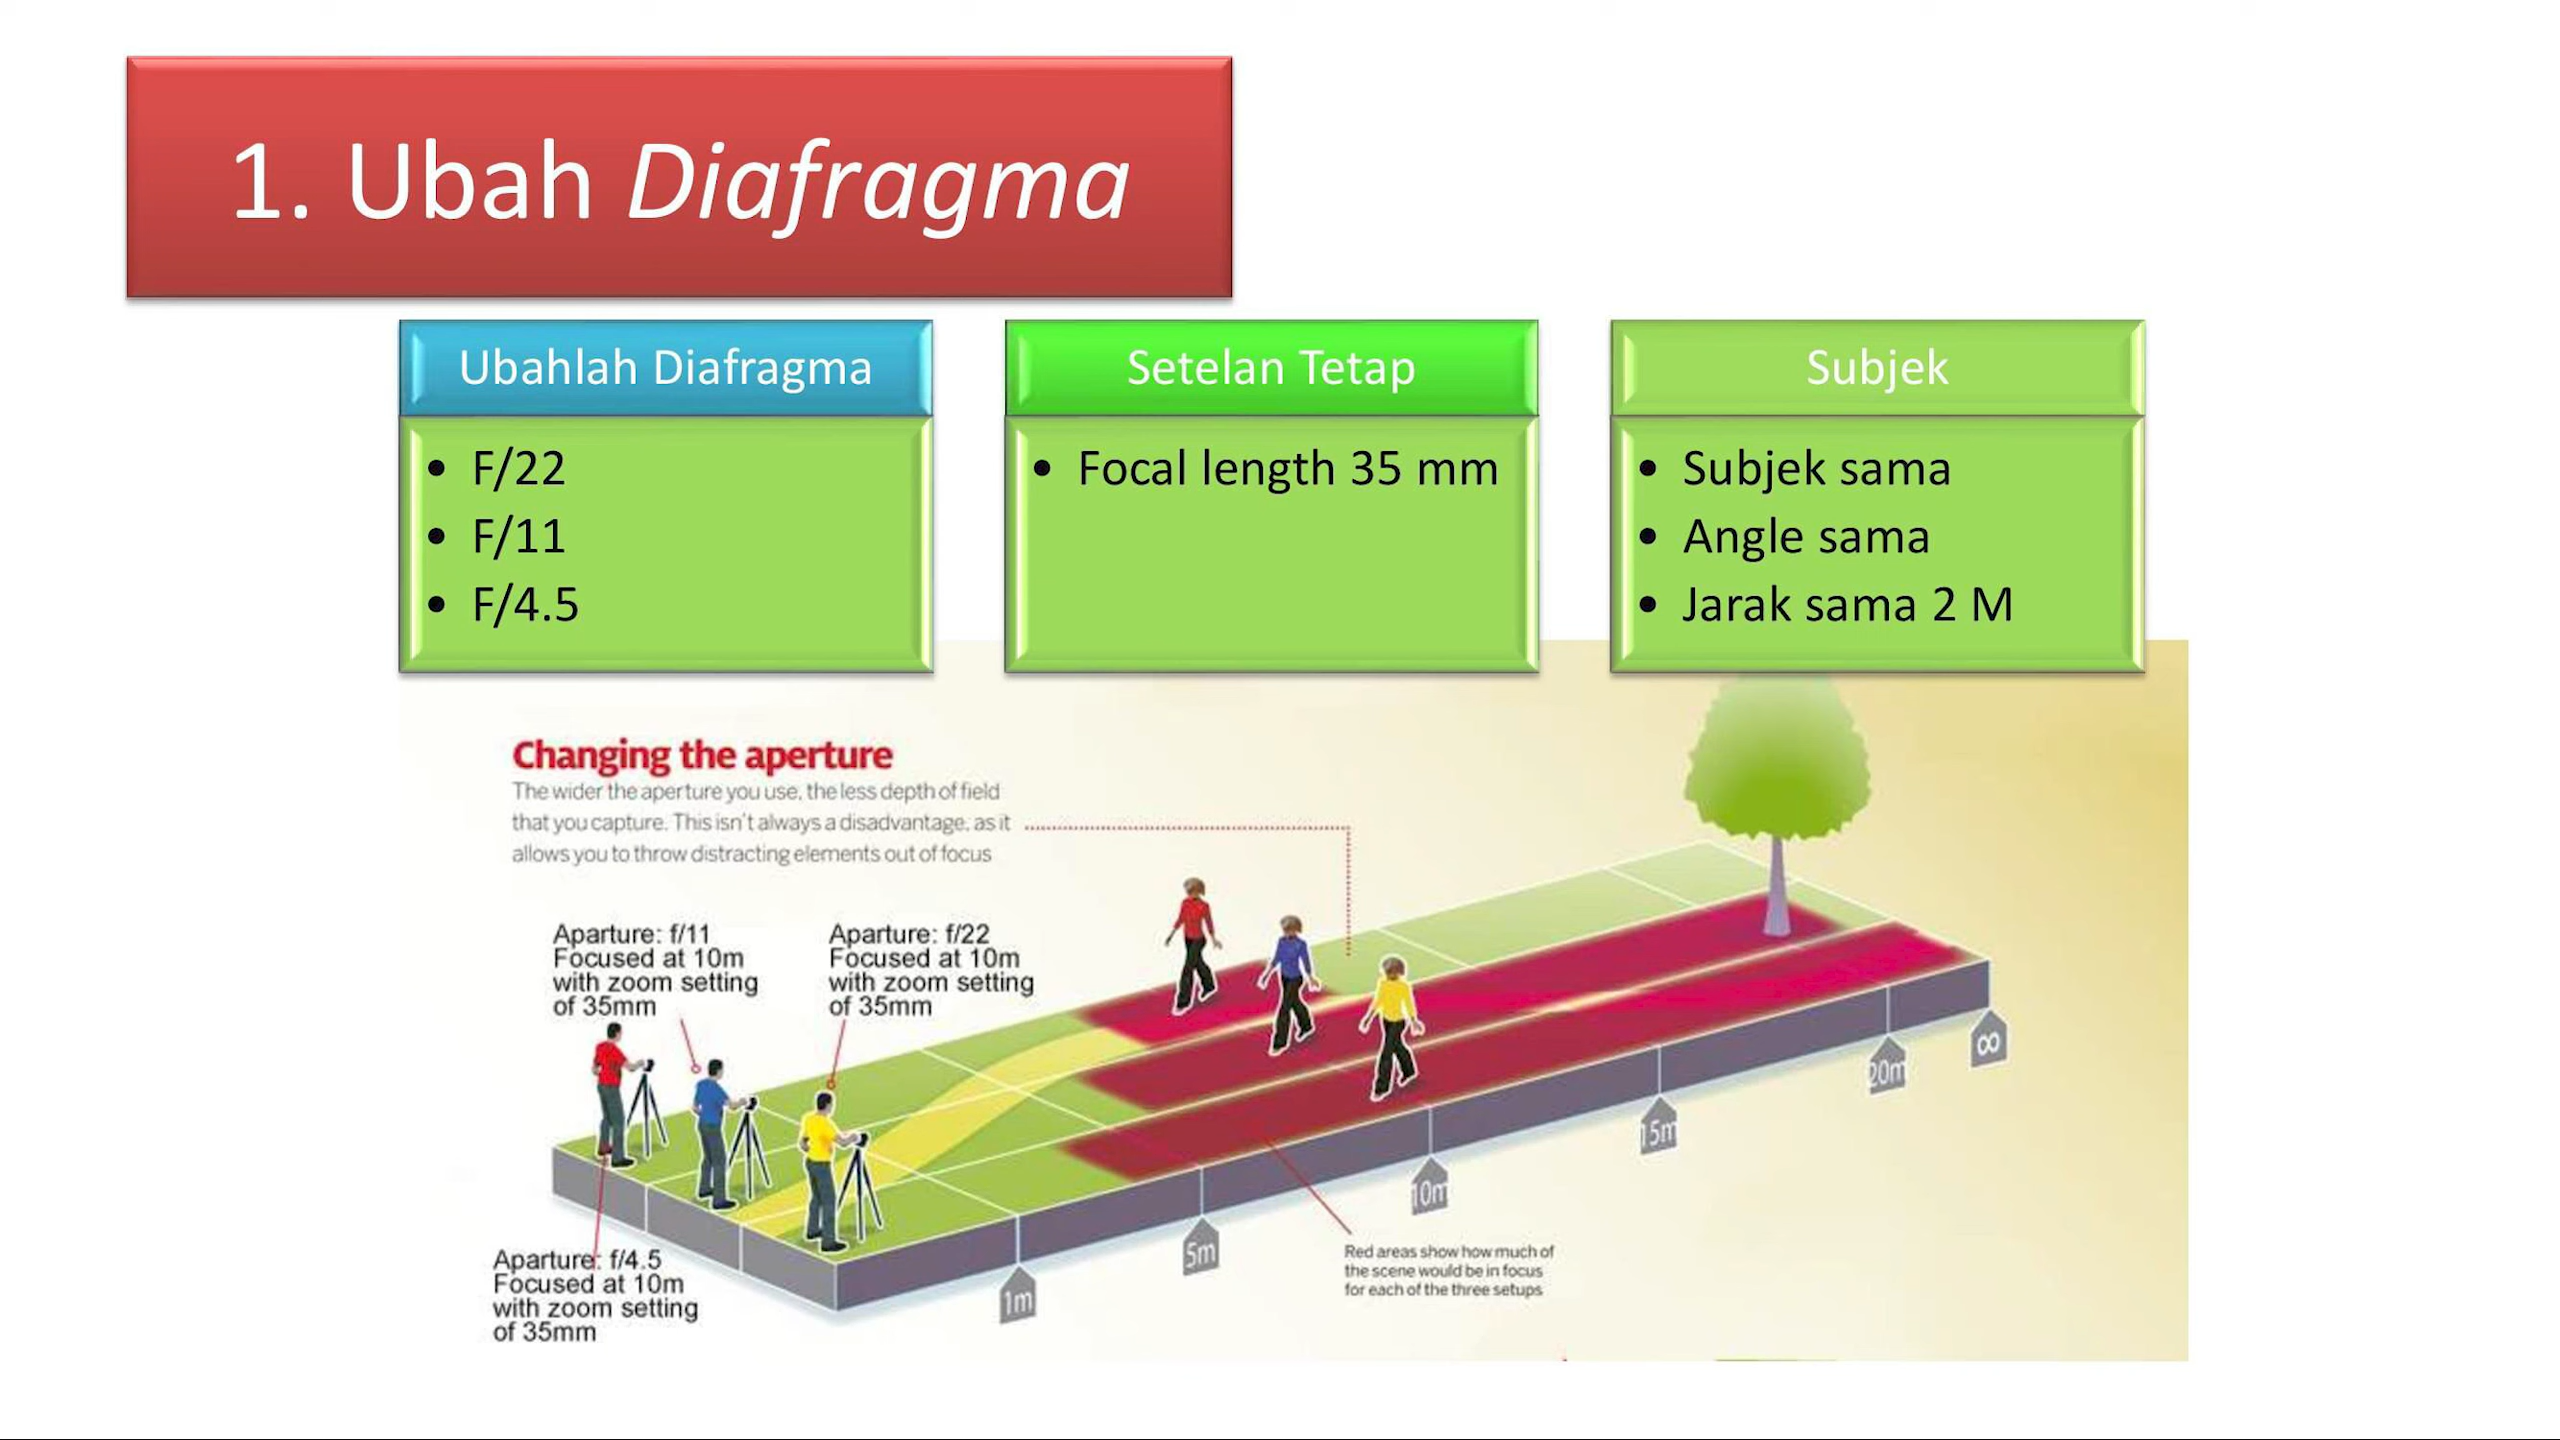 1. Ubah Diafragma
Ubahlah Diafragma
• F/22
• F/11
• F/4.5
Setelan Tetap
• Focal length 35 mm
Subjek
• Subjek sama
• Angle sama
• Jarak sama 2 M
Changing the aperture
The wider the aperture you use, the less depth of field
that you capture. This isn't always a disadvantage, as it
allows you to throw distracting elements out of focus
Aparture: f/11
Focused at 10m
with zoom setting
of 35mm
Aparture: f/22
Focused at 10m
with zoom setting
of 35mm
Aparture: f/4.5
Focused at 10m
with zoom setting
of 35mm
1m
5m
10m
15m
20m
∞
Red areas show how much of
the scene would be in focus
for each of the three setups